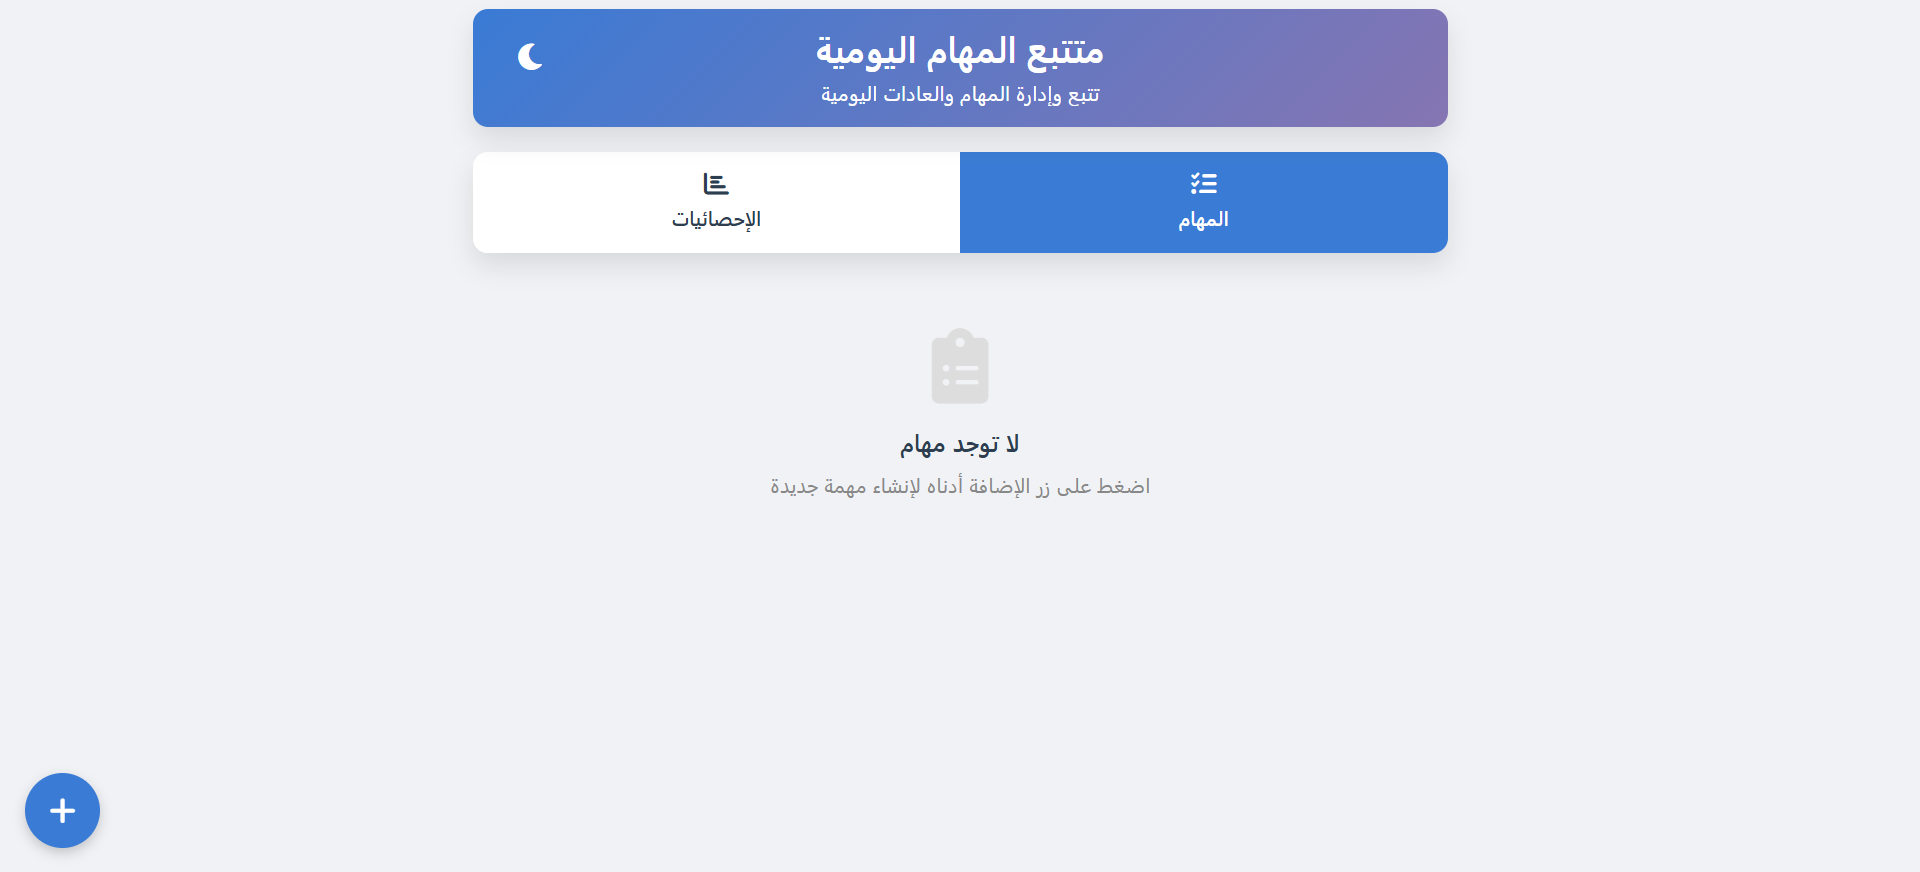 متتبع المهام اليومية
تتبع وإدارة المهام والعادات اليومية
المهام
الإحصائيات
لا توجد مهام
اضغط على زر الإضافة أدناه لإنشاء مهمة جديدة